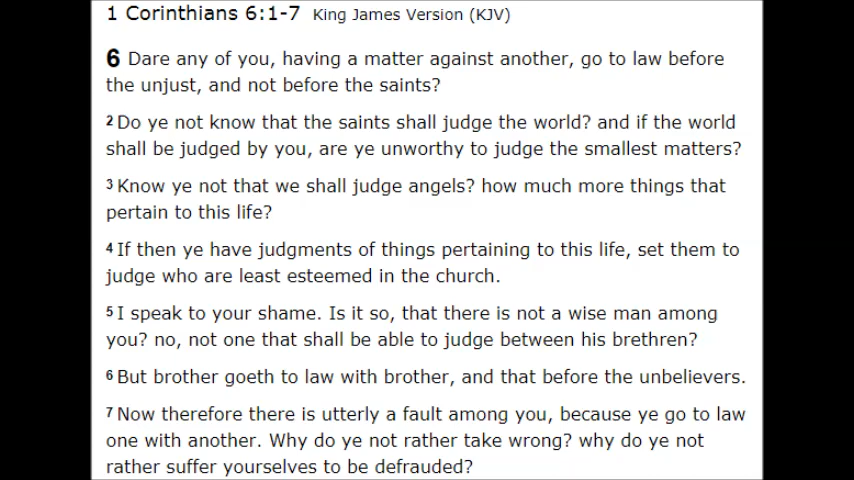 1 Corinthians 6:1-7 King James Version (KJV)
6 Dare any of you, having a matter against another, go to law before
the unjust, and not before the saints?
2 Do ye not know that the saints shall judge the world? and if the world
shall be judged by you, are ye unworthy to judge the smallest matters?
3 Know ye not that we shall judge angels? how much more things that
pertain to this life?
4 If then ye have judgments of things pertaining to this life, set them to
judge who are least esteemed in the church.
5 I speak to your shame. Is it so, that there is not a wise man among
you? no, not one that shall be able to judge between his brethren?
6 But brother goeth to law with brother, and that before the unbelievers.
7 Now therefore there is utterly a fault among you, because ye go to law
one with another. Why do ye not rather take wrong? why do ye not
rather suffer yourselves to be defrauded?